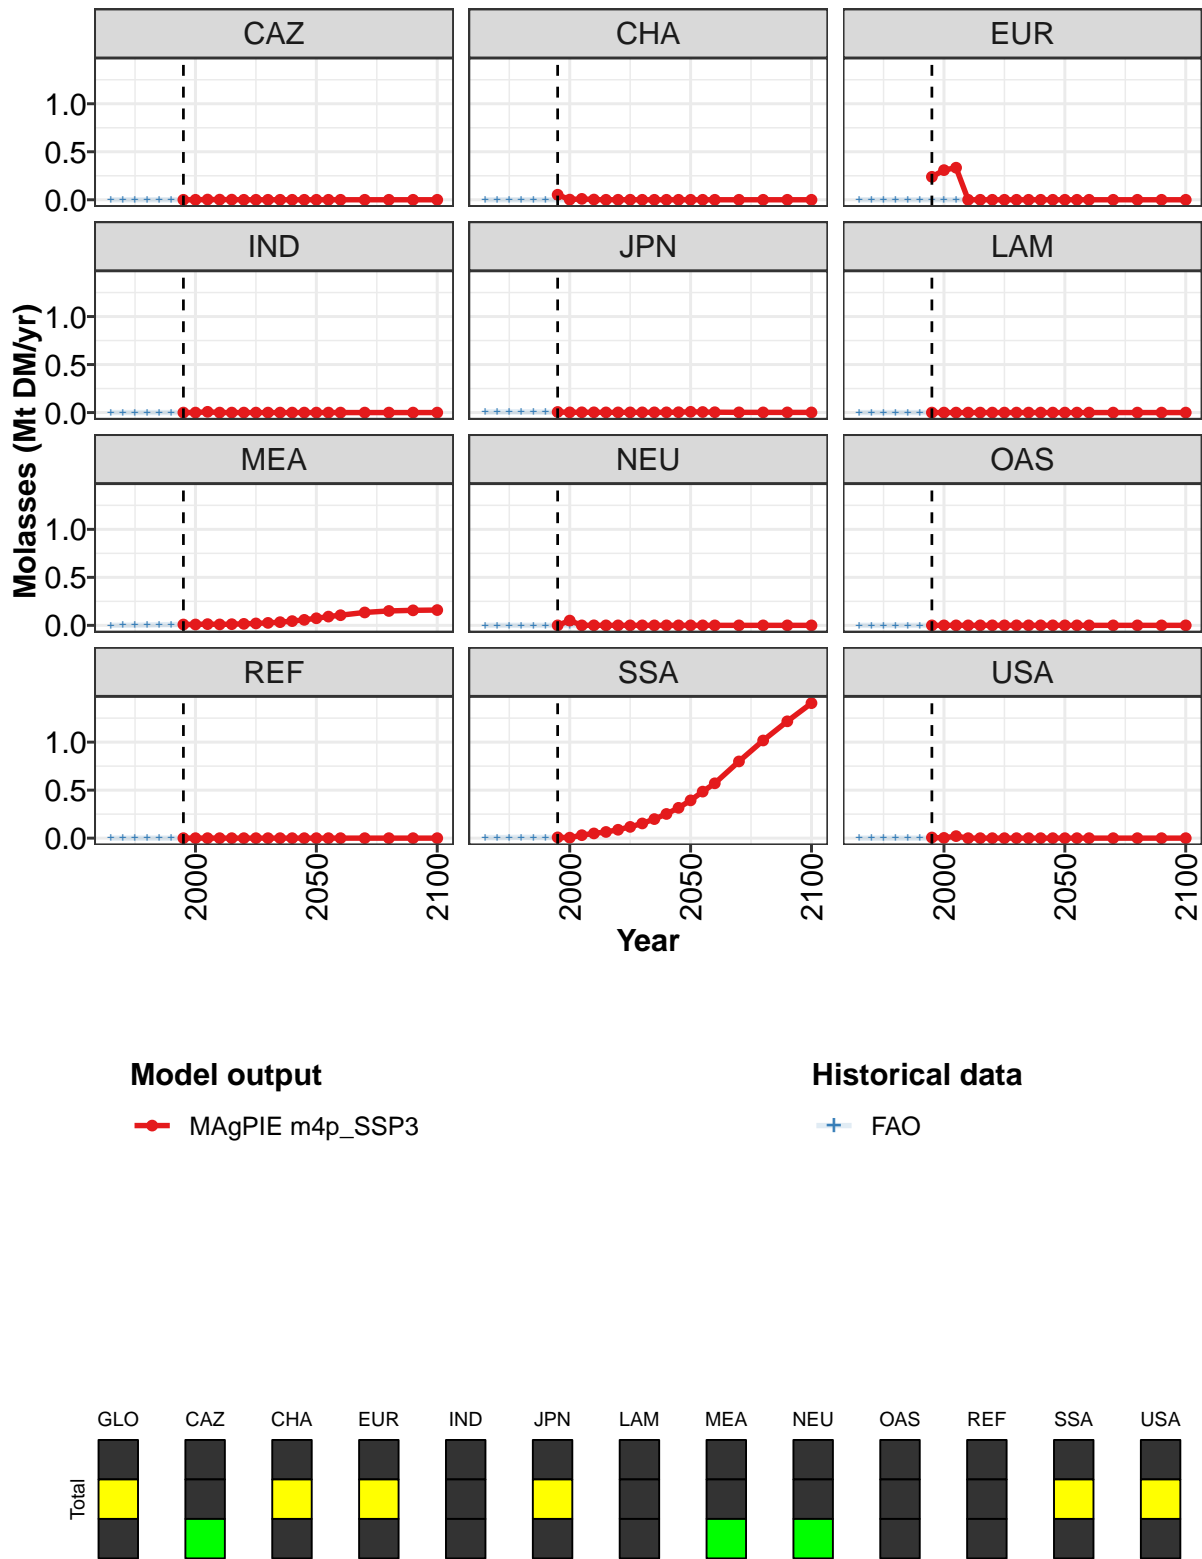 CAZ CHA EUR
1.0
0.5
0.0
IND JPN LAM
1.0
0.5
0.0
MEA NEU OAS
1.0
0.5
0.0
REF SSA USA
1.0
0.5
0.0
Molasses (Mt DM/yr)
2000 2050 2100 2000 2050 2100 2000 2050 2100
Year
Model output
MAgPIE m4p_SSP3
Historical data
FAO
GLO CAZ CHA EUR IND JPN LAM MEA NEU OAS REF SSA USA
Total